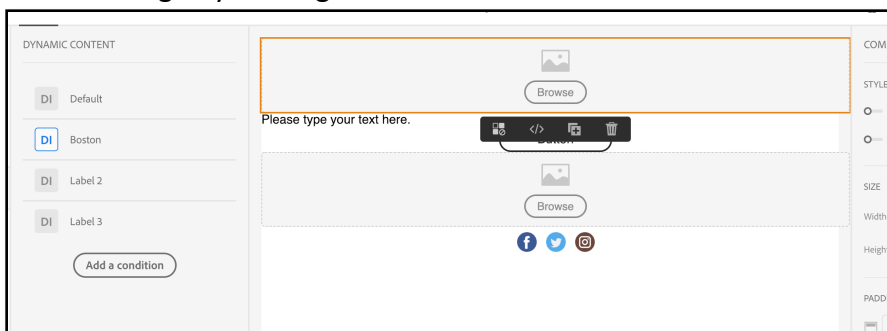 DYNAMIC CONTENT
DI Default
DI Boston
DI Label 2
DI Label 3
Add a condition
Browse
Please type your text here.
</>
Button
Browse
COM
STYLE
SIZE
Width
Heigh
PADD